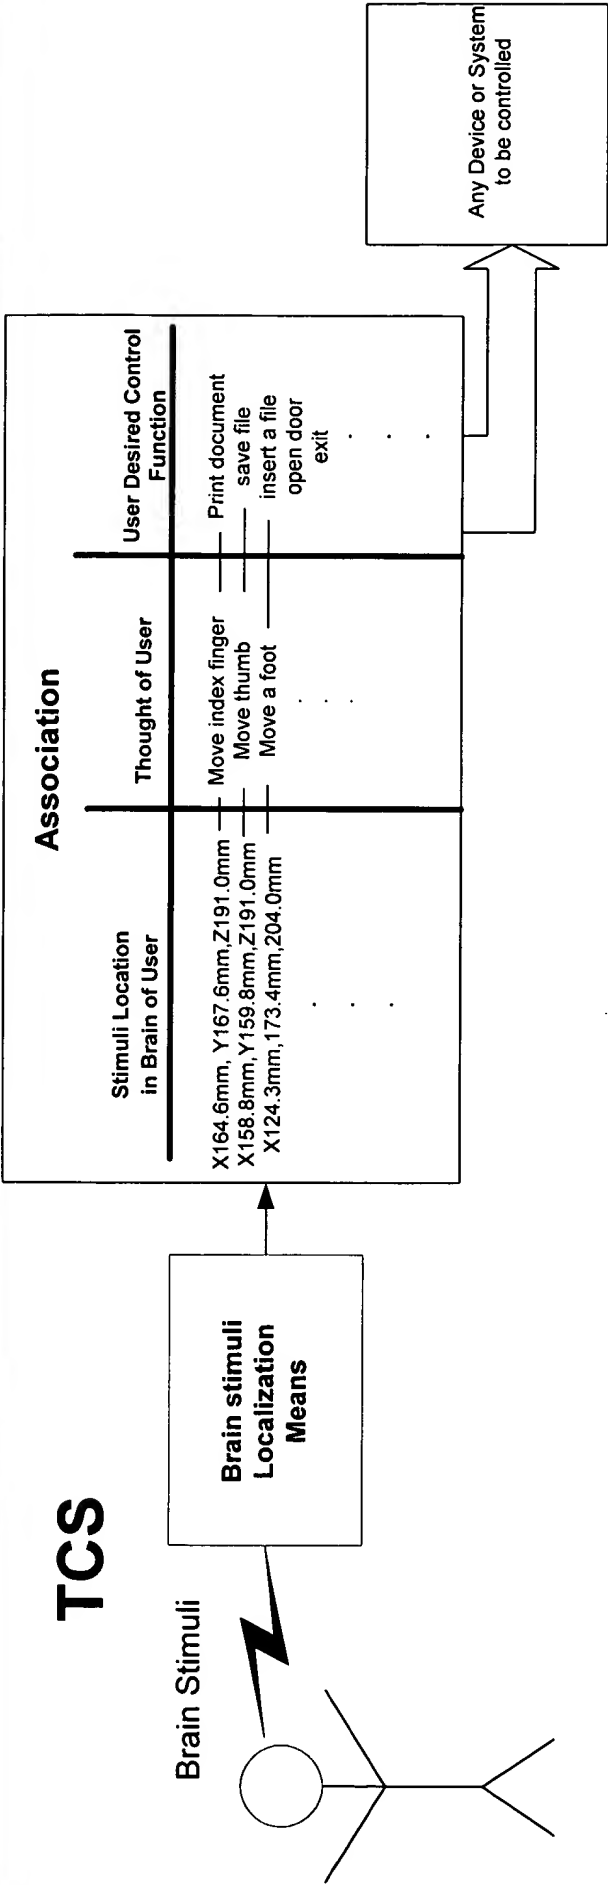 TCS
Brain Stimuli
Brain stimuli
Localization
Means
Association
Stimuli Location
in Brain of User
Thought of User
User Desired Control
Function
X164.6mm, Y167.6mm,Z191.0mm
Move index finger
Print document
X158.8mm,Y159.8mm,Z191.0mm
Move thumb
save file
X124.3mm,173.4mm,204.0mm
Move a foot
insert a file
open door
exit
. . .
. . .
. . .
Any Device or System
to be controlled